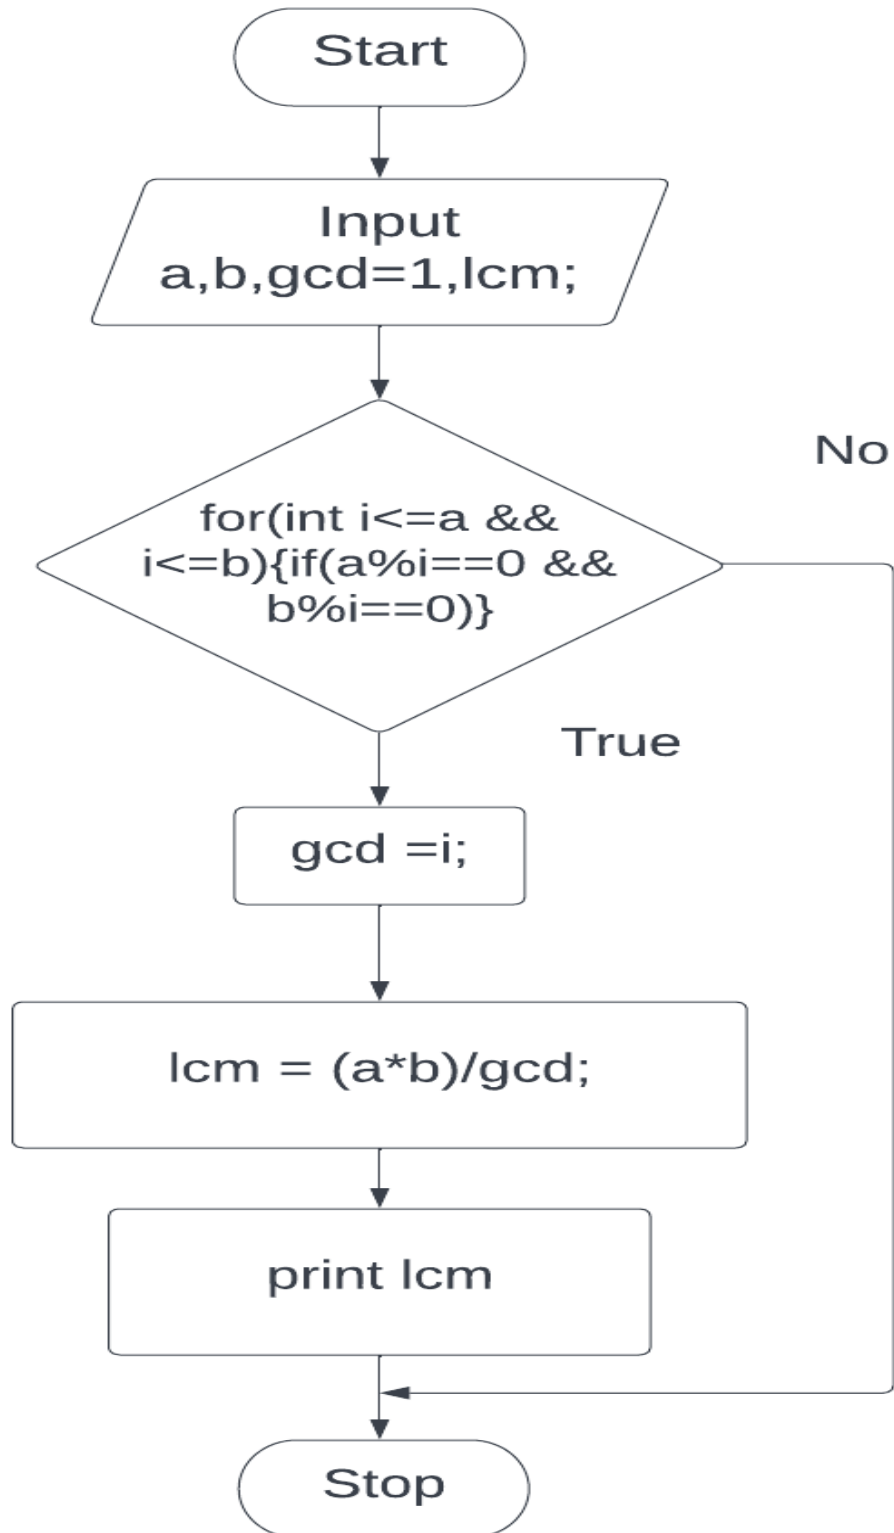 Start
Input
a,b,gcd=1,lcm;
No
for(int i<=a &&
i<=b){if(a%i==0 &&
b%i==0)}
True
gcd =i;
lcm = (a*b)/gcd;
print lcm
Stop